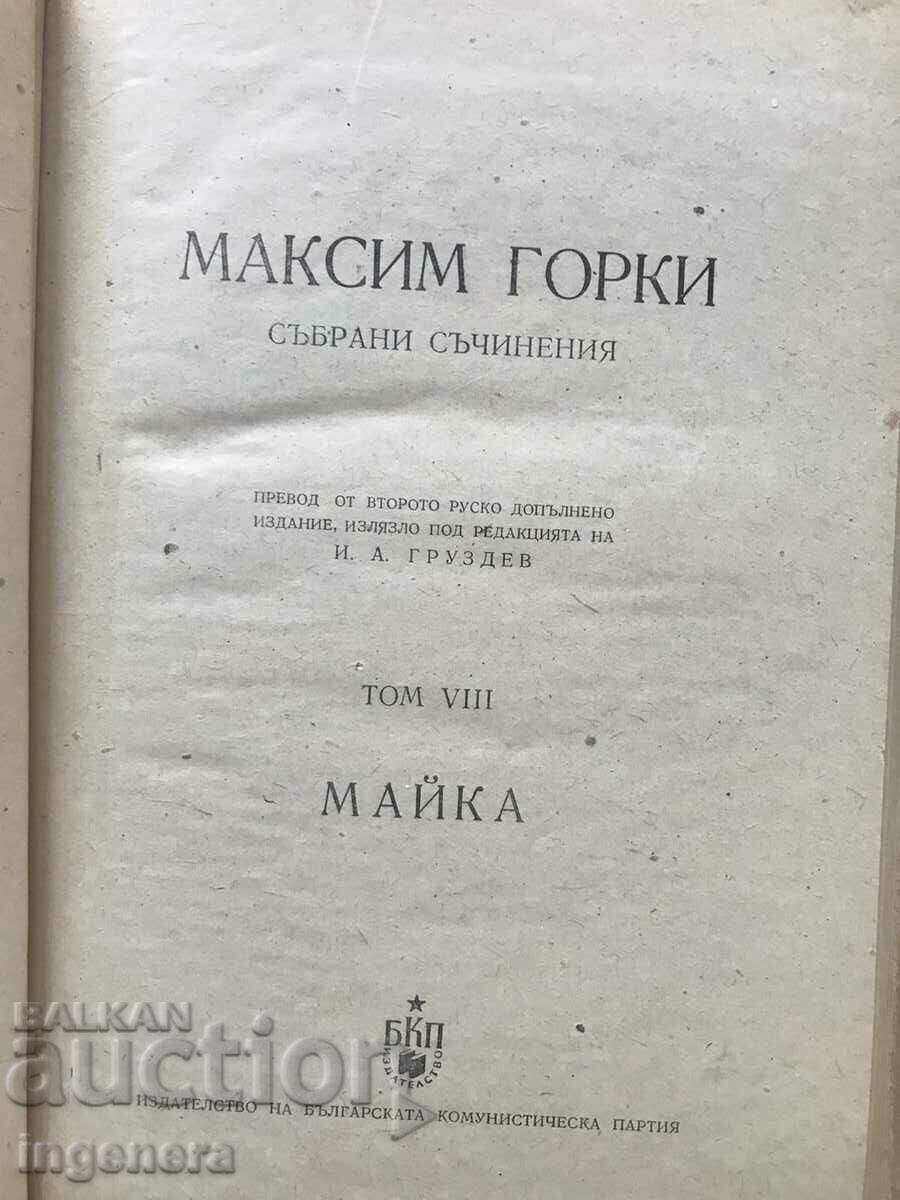 МАКСИМ ГОРКИ
СЪБРАНИ СЪЧИНЕНИЯ
ПРЕВОД ОТ ВТОРОТО РУСКО ДОПЪЛНЕНО
ИЗДАНИЕ, ИЗЛЯЗЛО ПОД РЕДАКЦИЯТА НА
И. А. ГРУЗДЕВ
ТОМ VIII
МАЙКА
БКП
ИЗДАТЕЛСТВО
ИЗДАТЕЛСТВО НА БЪЛГАРСКАТА КОМУНИСТИЧЕСКА ПАРТИЯ
BALKAN
auction
ingenera